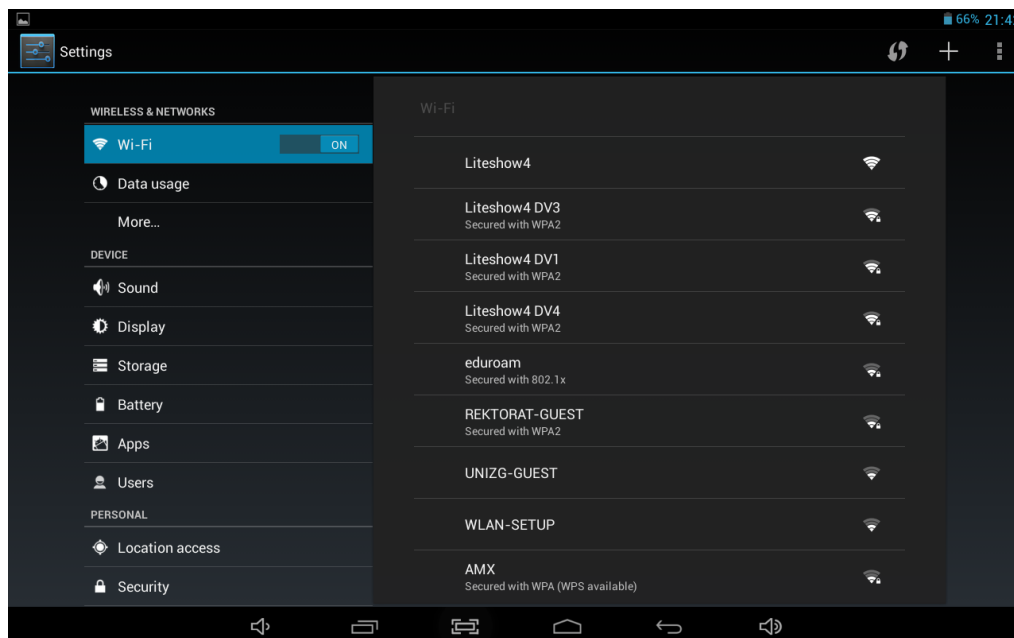 66% 21:4
Settings
WIRELESS & NETWORKS
Wi-Fi
ON
Data usage
More...
DEVICE
Sound
Display
Storage
Battery
Apps
Users
PERSONAL
Location access
Security
Wi-Fi
Liteshow4
Liteshow4 DV3
Secured with WPA2
Liteshow4 DV1
Secured with WPA2
Liteshow4 DV4
Secured with WPA2
eduroam
Secured with 802.1x
REKTORAT-GUEST
Secured with WPA2
UNIZG-GUEST
WLAN-SETUP
AMX
Secured with WPA (WPS available)